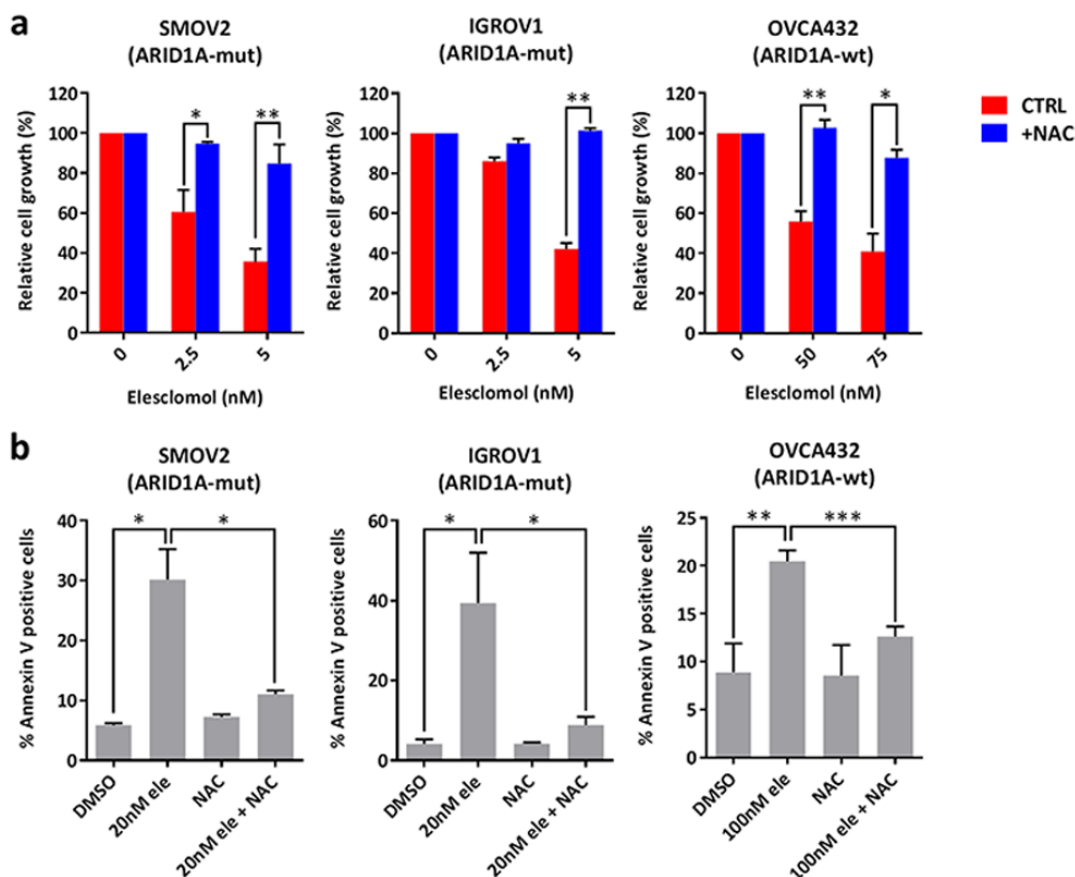 a
SMOV2
(ARID1A-mut)
Relative cell growth (%)
120
100
80
60
40
20
0
*
**
0
2.5
5
Elesclomol (nM)
IGROV1
(ARID1A-mut)
Relative cell growth (%)
120
100
80
60
40
20
0
**
0
2.5
5
Elesclomol (nM)
OVCA432
(ARID1A-wt)
Relative cell growth (%)
120
100
80
60
40
20
0
**
*
0
50
75
Elesclomol (nM)
CTRL
+NAC
b
SMOV2
(ARID1A-mut)
% Annexin V positive cells
40
30
20
10
0
*
*
DMSO
20nM ele
NAC
20nM ele + NAC
IGROV1
(ARID1A-mut)
% Annexin V positive cells
60
40
20
0
*
*
DMSO
20nM ele
NAC
20nM ele + NAC
OVCA432
(ARID1A-wt)
% Annexin V positive cells
25
20
15
10
5
0
**
***
DMSO
100nM ele
NAC
100nM ele + NAC